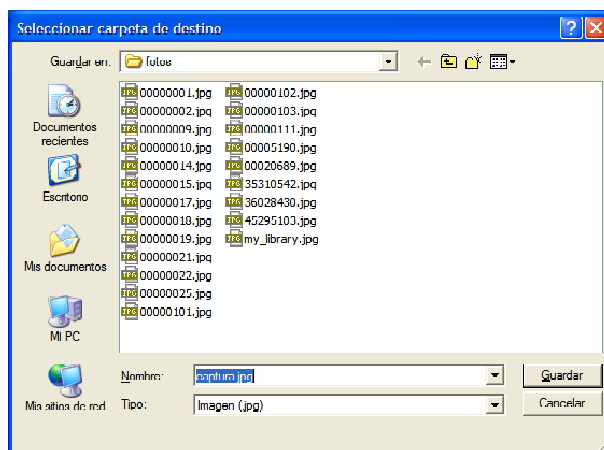 Seleccionar carpeta de destino
Guardar en: fotos
Documentos recientes
Escritorio
Mis documentos
Mi PC
Mis sitios de red
00000001.jpg
00000002.jpg
00000009.jpg
00000010.jpg
00000014.jpg
00000015.jpg
00000017.jpg
00000018.jpg
00000019.jpg
00000021.jpg
00000022.jpg
00000025.jpg
00000101.jpg
00000102.jpg
00000103.jpg
00000111.jpg
00005190.jpg
00020689.jpg
35310542.jpg
36028430.jpg
45295103.jpg
my_library.jpg
Nombre: captura.jpg
Guardar
Tipo: Imagen (jpg)
Cancelar